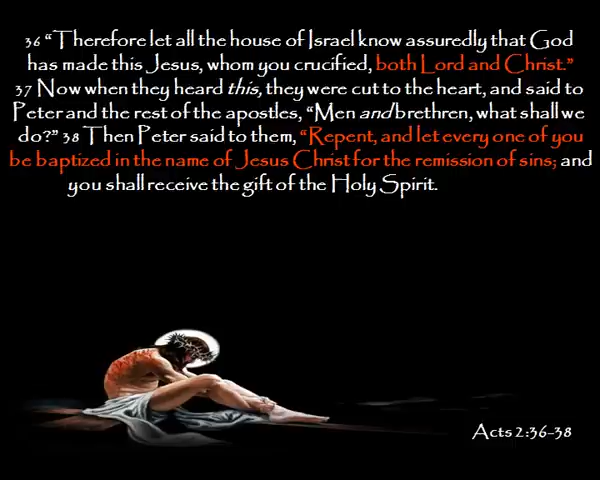 36 “Therefore let all the house of Israel know assuredly that God
has made this Jesus, whom you crucified, both Lord and Christ.”
37 Now when they heard this, they were cut to the heart, and said to
Peter and the rest of the apostles, “Men and brethren, what shall we
do?” 38 Then Peter said to them, “Repent, and let every one of you
be baptized in the name of Jesus Christ for the remission of sins; and
you shall receive the gift of the Holy Spirit.
Acts 2:36-38